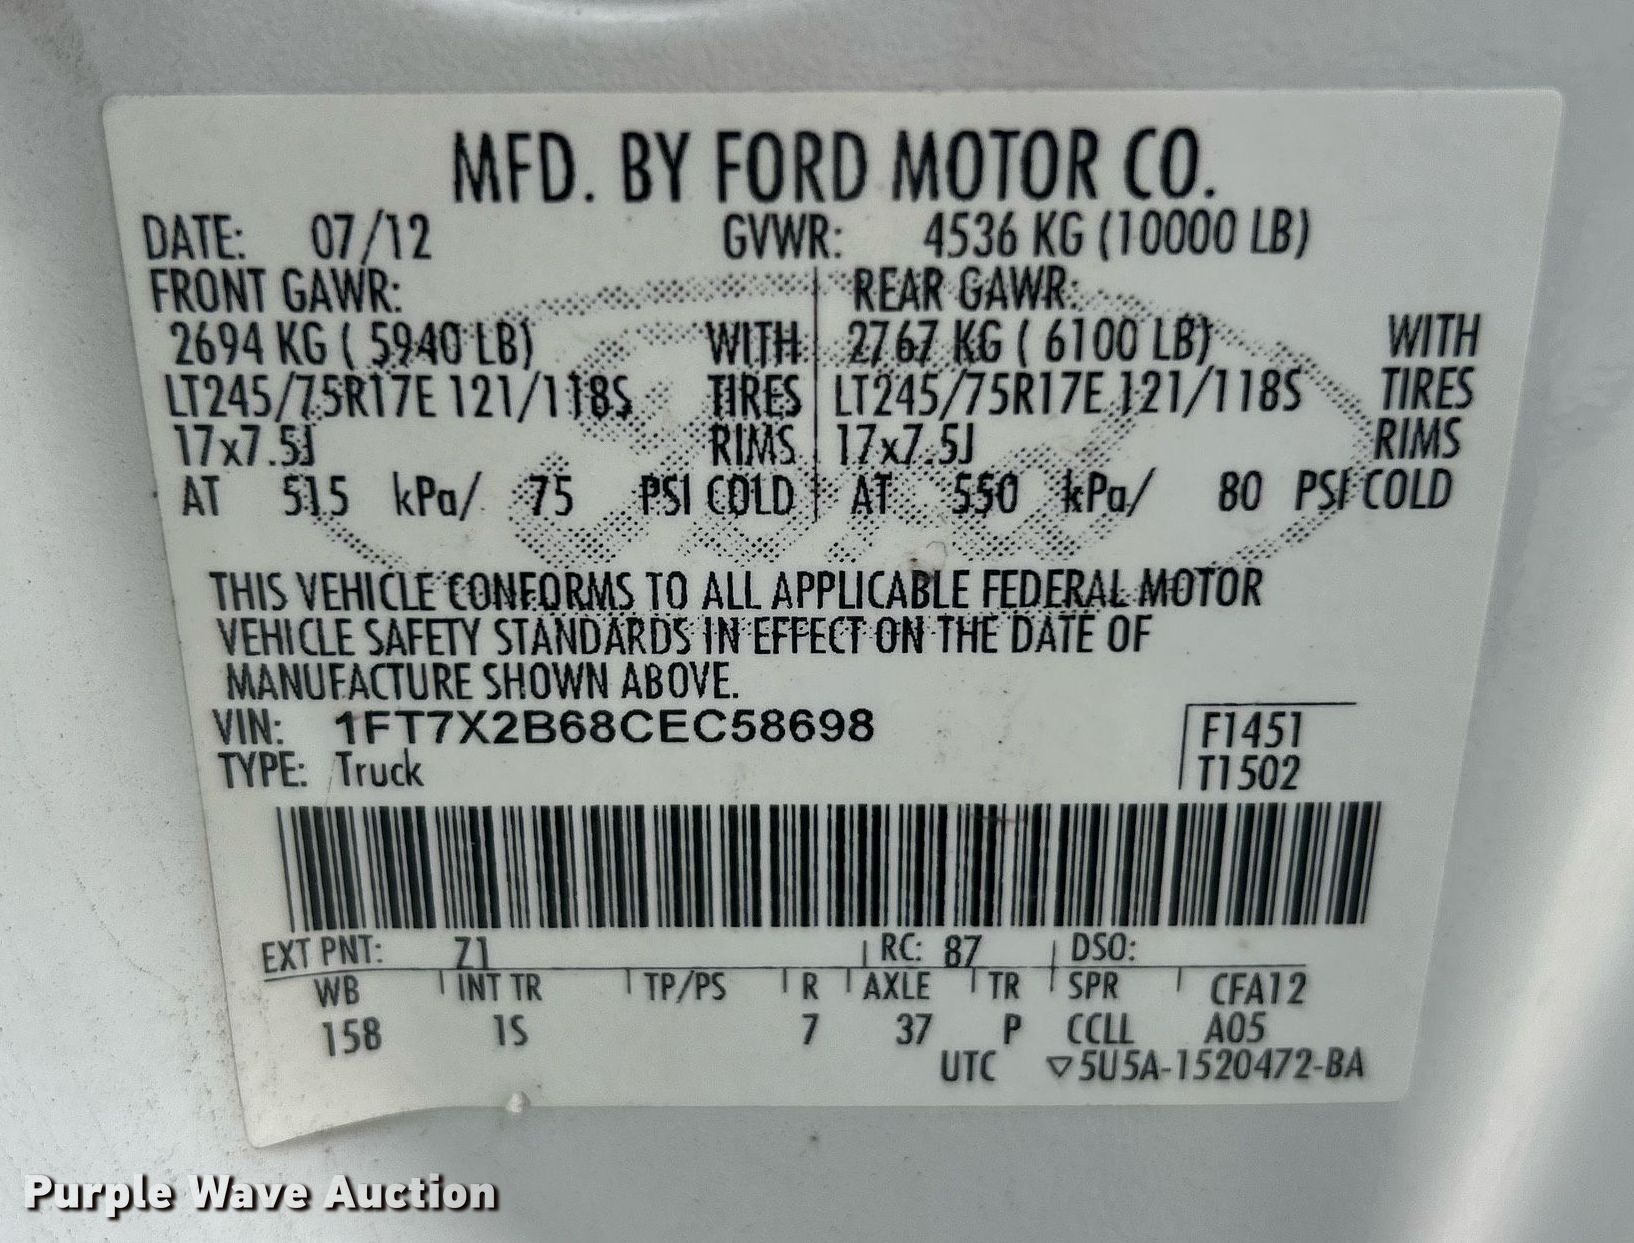 MFD. BY FORD MOTOR CO.
DATE: 07/12 GVWR: 4536 KG (10000 LB)
FRONT GAWR: REAR GAWR:
2694 KG ( 5940 LB) WITH 2767 KG ( 6100 LB) WITH
LT245/75R17E 121/118S TIRES LT245/75R17E 121/118S TIRES
17x7.5J RIMS 17x7.5J RIMS
AT 515 kPa/ 75 PSI COLD AT 550 kPa/ 80 PSI COLD
THIS VEHICLE CONFORMS TO ALL APPLICABLE FEDERAL MOTOR
VEHICLE SAFETY STANDARDS IN EFFECT ON THE DATE OF
MANUFACTURE SHOWN ABOVE.
VIN: 1FT7X2B68CEC58698 F1451
TYPE: Truck T1502
EXT PNT: Z1 RC: 87 DSO:
WB INT TR TP/PS R AXLE TR SPR CFA12
158 1S 7 37 P CCLL A05
UTC ▽5U5A-1520472-BA
Purple Wave Auction